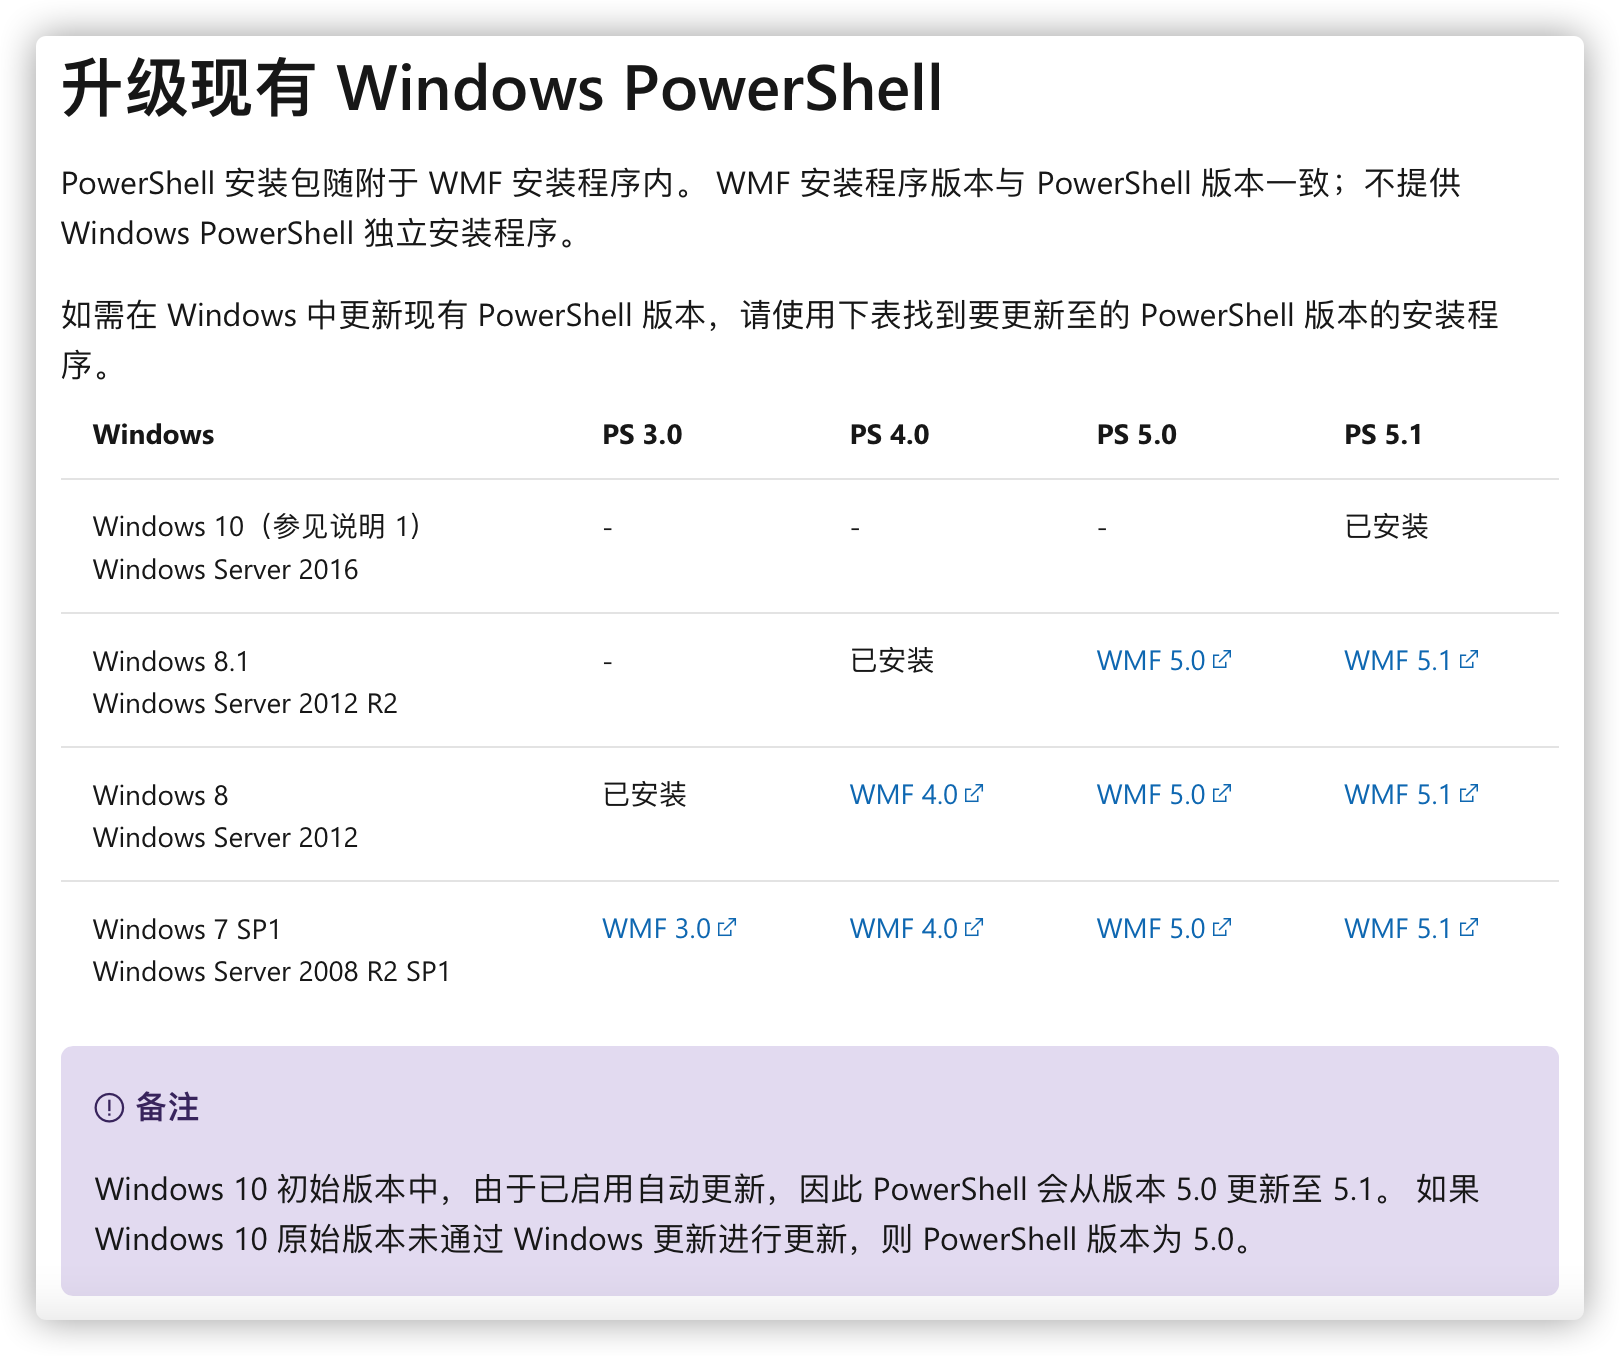 升级现有 Windows PowerShell
PowerShell 安装包随附于 WMF 安装程序内。 WMF 安装程序版本与 PowerShell 版本一致；不提供
Windows PowerShell 独立安装程序。
如需在 Windows 中更新现有 PowerShell 版本，请使用下表找到要更新至的 PowerShell 版本的安装程
序。
Windows PS 3.0 PS 4.0 PS 5.0 PS 5.1
Windows 10（参见说明 1） - - - 已安装
Windows Server 2016
Windows 8.1 - 已安装 WMF 5.0 WMF 5.1
Windows Server 2012 R2
Windows 8 已安装 WMF 4.0 WMF 5.0 WMF 5.1
Windows Server 2012
Windows 7 SP1 WMF 3.0 WMF 4.0 WMF 5.0 WMF 5.1
Windows Server 2008 R2 SP1
备注
Windows 10 初始版本中，由于已启用自动更新，因此 PowerShell 会从版本 5.0 更新至 5.1。 如果
Windows 10 原始版本未通过 Windows 更新进行更新，则 PowerShell 版本为 5.0。